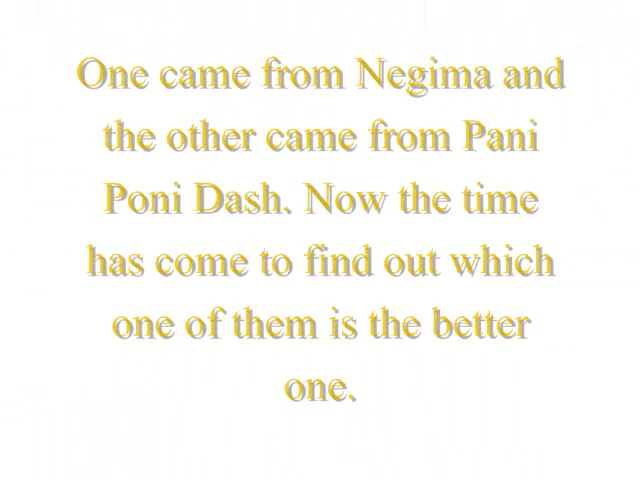 One came from Negima and
the other came from Pani
Poni Dash. Now the time
has come to find out which
one of them is the better
one.